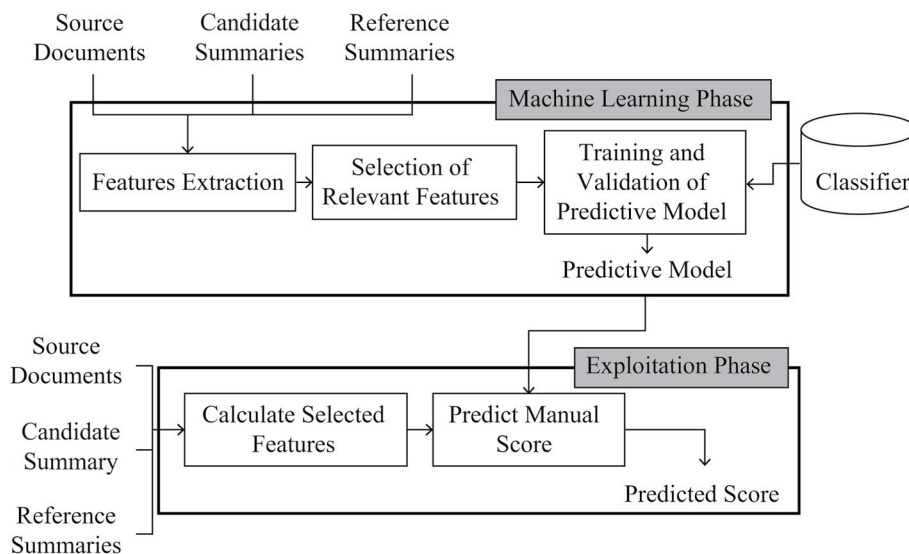 Source
Documents
Candidate
Summaries
Reference
Summaries
Machine Learning Phase
Features Extraction
Selection of
Relevant Features
Training and
Validation of
Predictive Model
Classifier
Predictive Model
Source
Documents
Candidate
Summary
Reference
Summaries
Exploitation Phase
Calculate Selected
Features
Predict Manual
Score
Predicted Score